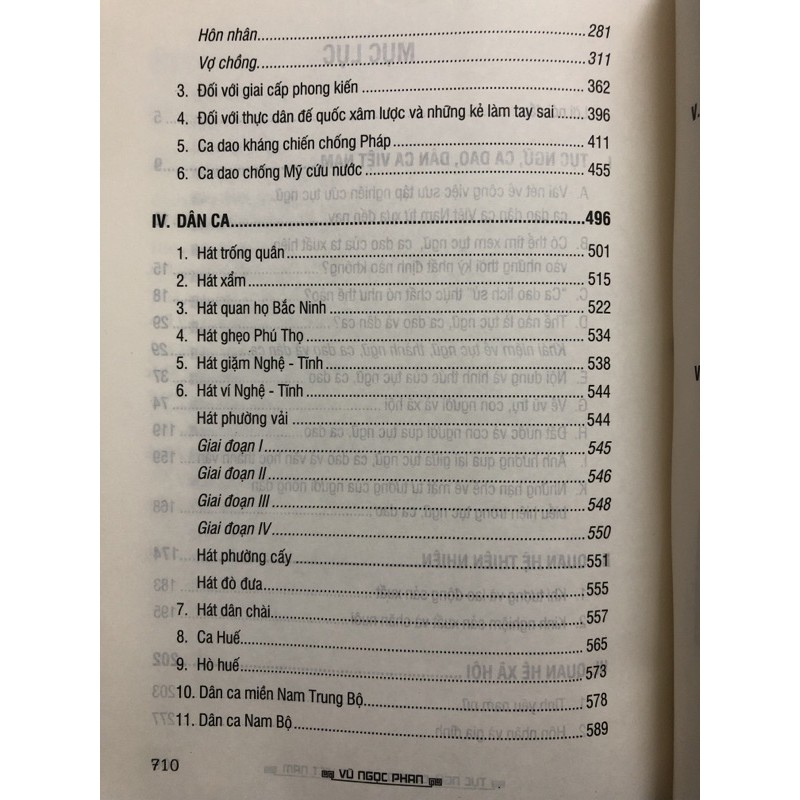 Hôn nhân........281
Vợ chồng........311
3. Đối với giai cấp phong kiến........362
4. Đối với thực dân đế quốc xâm lược và những kẻ làm tay sai........396
5. Ca dao kháng chiến chống Pháp........411
6. Ca dao chống Mỹ cứu nước........455
IV. DÂN CA........496
1. Hát trống quân........501
2. Hát xẩm........515
3. Hát quan họ Bắc Ninh........522
4. Hát ghẹo Phú Thọ........534
5. Hát giặm Nghệ - Tĩnh........538
6. Hát ví Nghệ - Tĩnh........544
Hát phường vải........544
Giai đoạn I........545
Giai đoạn II........546
Giai đoạn III........548
Giai đoạn IV........550
Hát phường cấy........551
Hát đò đưa........555
7. Hát dân chài........557
8. Ca Huế........565
9. Hò huế........573
10. Dân ca miền Nam Trung Bộ........578
11. Dân ca Nam Bộ........589
710
VŨ NGỌC PHAN